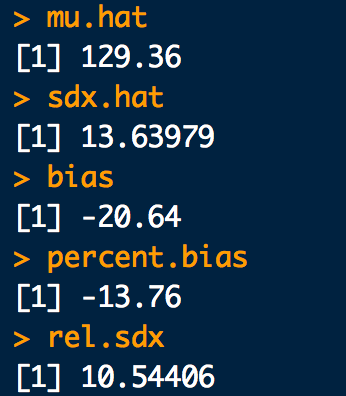 > mu.hat
[1] 129.36
> sdx.hat
[1] 13.63979
> bias
[1] -20.64
> percent.bias
[1] -13.76
> rel.sdx
[1] 10.54406